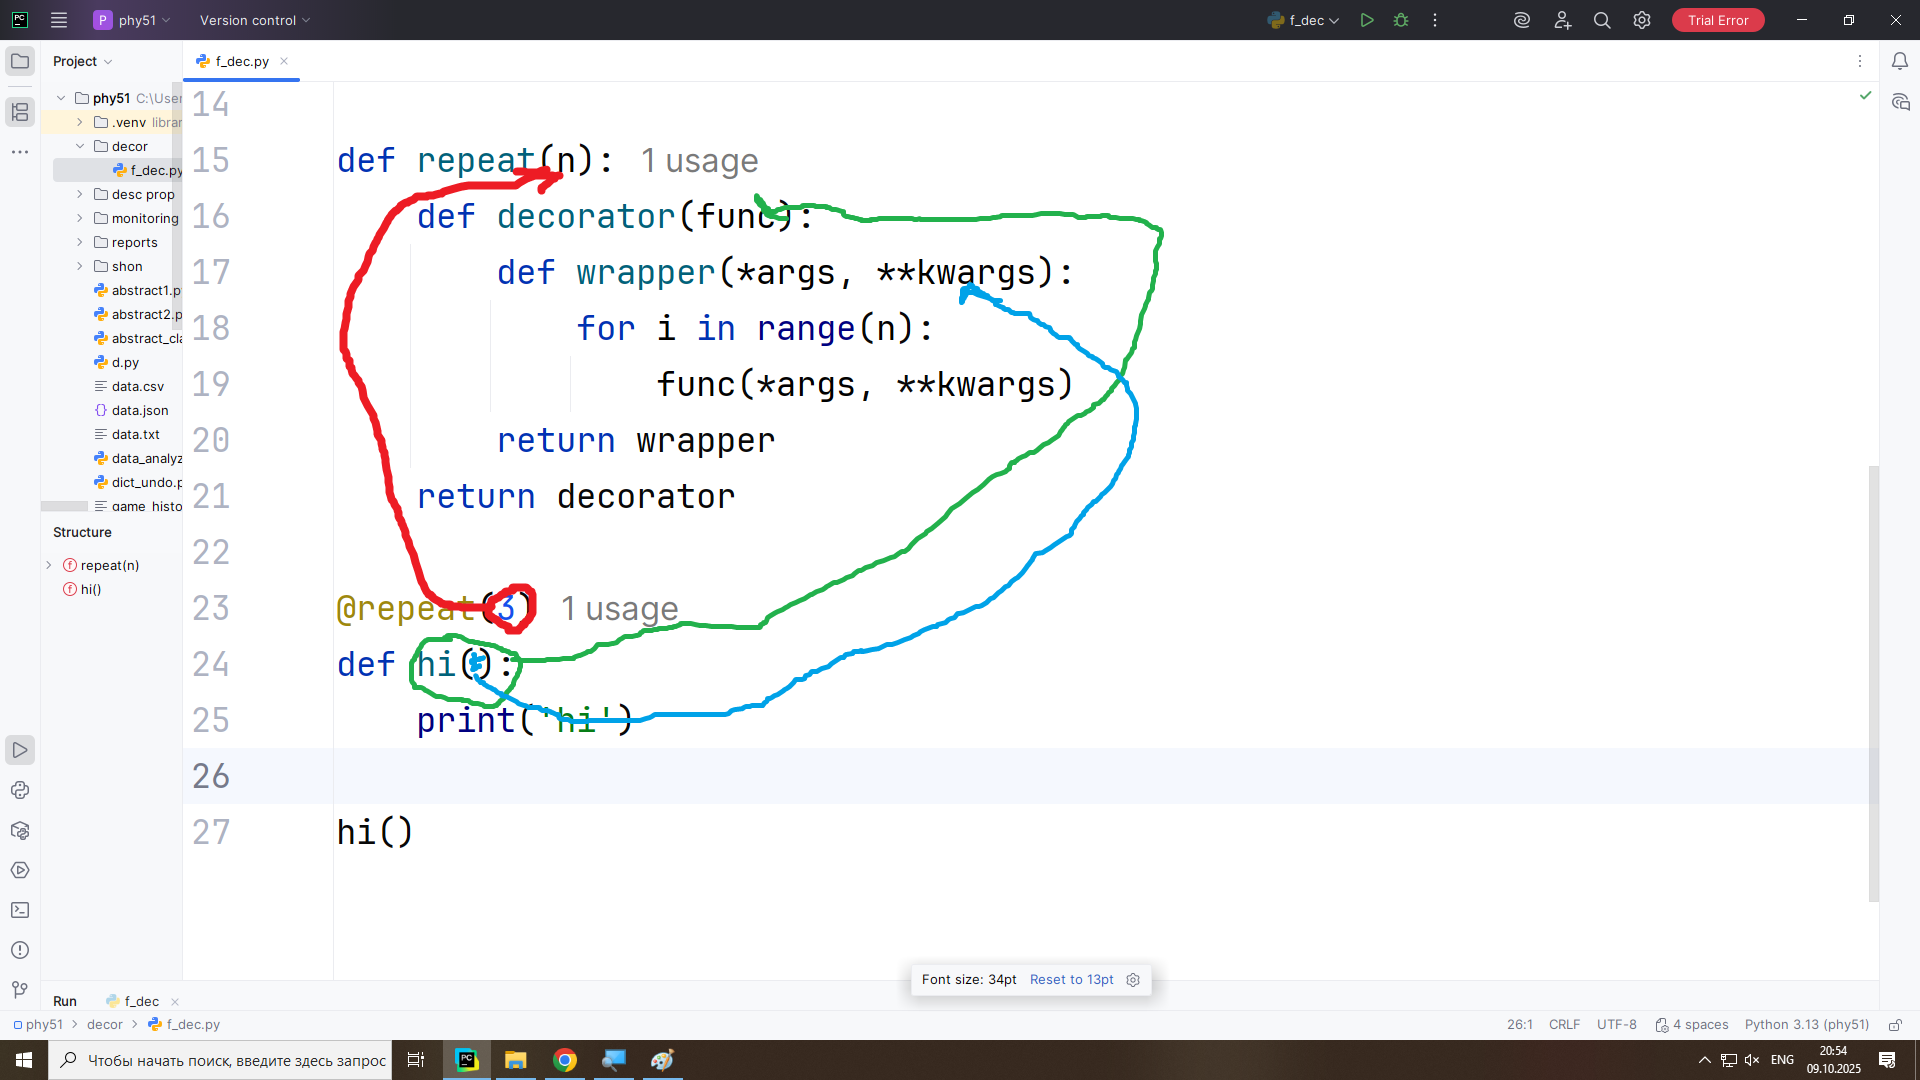 PC P phy51 Version control f_dec Trial Error
Project f_dec.py
phy51 C:\User
.venv librar
decor
f_dec.py
desc prop
monitoring
reports
shon
abstract1.p
abstract2.p
abstract_cla
d.py
data.csv
data.json
data.txt
data_analyz
dict_undo.p
game_histo
Structure
repeat(n)
hi()
14
15 def repeat(n): 1 usage
16 def decorator(func):
17 def wrapper(*args, **kwargs):
18 for i in range(n):
19 func(*args, **kwargs)
20 return wrapper
21 return decorator
22
23 @repeat(3) 1 usage
24 def hi():
25 print('hi')
26
27 hi()
Font size: 34pt Reset to 13pt
Run f_dec
phy51 decor f_dec.py 26:1 CRLF UTF-8 4 spaces Python 3.13 (phy51)
Чтобы начать поиск, введите здесь запрос PC ENG 20:54
09.10.2025